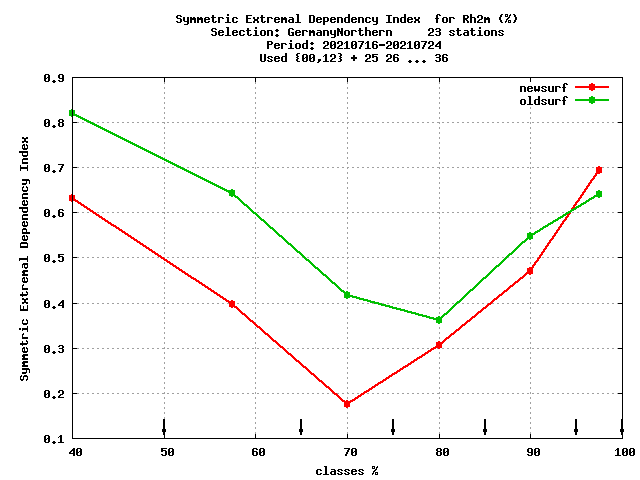 Symmetric Extremal Dependency Index  for Rh2m (%)
Selection: GermanyNorthern     23 stations
Period: 20210716-20210724
Used {00,12} + 25 26 ... 36
newsurf
oldsurf
0.9
0.8
0.7
0.6
0.5
0.4
0.3
0.2
0.1
Symmetric Extremal Dependency Index
40 50 60 70 80 90 100
classes %